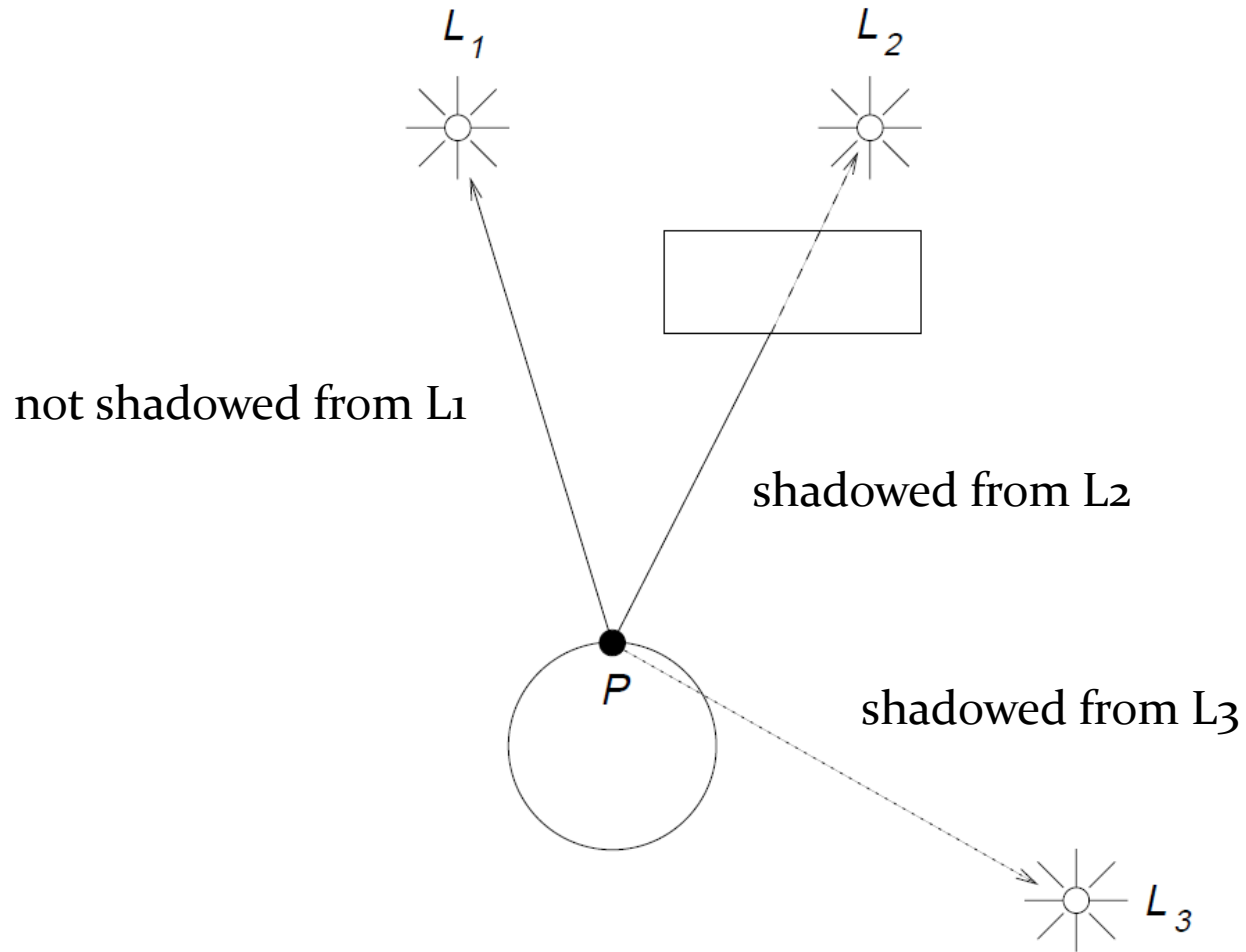 L₁
L₂
not shadowed from L1
shadowed from L2
P
shadowed from L3
L₃